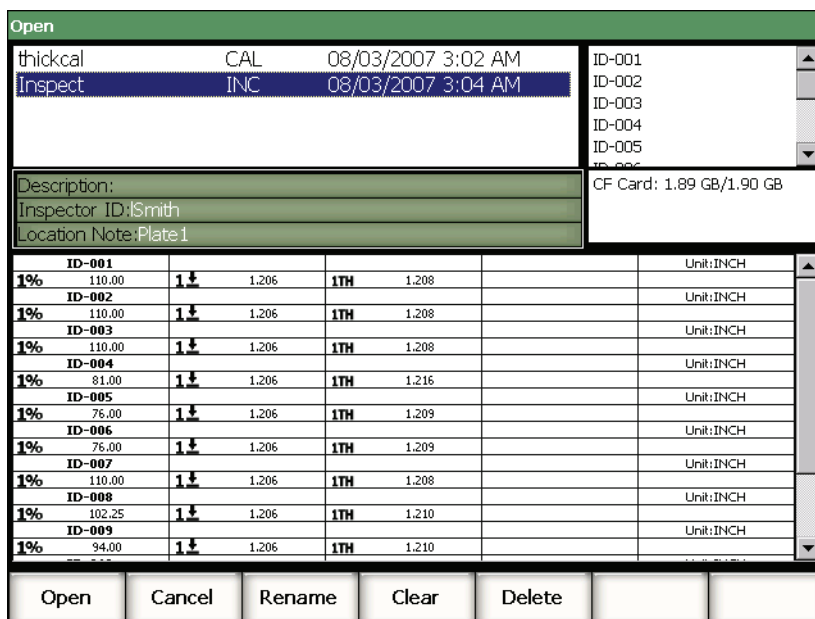 Open
thickcal CAL 08/03/2007 3:02 AM
Inspect INC 08/03/2007 3:04 AM
ID-001
ID-002
ID-003
ID-004
ID-005
Description:
Inspector ID:JSmith
Location Note:Plate1
CF Card: 1.89 GB/1.90 GB
ID-001 Unit:INCH
1% 110.00 1 1.206 1TH 1.208
ID-002 Unit:INCH
1% 110.00 1 1.206 1TH 1.208
ID-003 Unit:INCH
1% 110.00 1 1.206 1TH 1.208
ID-004 Unit:INCH
1% 81.00 1 1.206 1TH 1.216
ID-005 Unit:INCH
1% 76.00 1 1.206 1TH 1.209
ID-006 Unit:INCH
1% 76.00 1 1.206 1TH 1.209
ID-007 Unit:INCH
1% 110.00 1 1.206 1TH 1.208
ID-008 Unit:INCH
1% 102.25 1 1.206 1TH 1.210
ID-009 Unit:INCH
1% 94.00 1 1.206 1TH 1.210
Open Cancel Rename Clear Delete